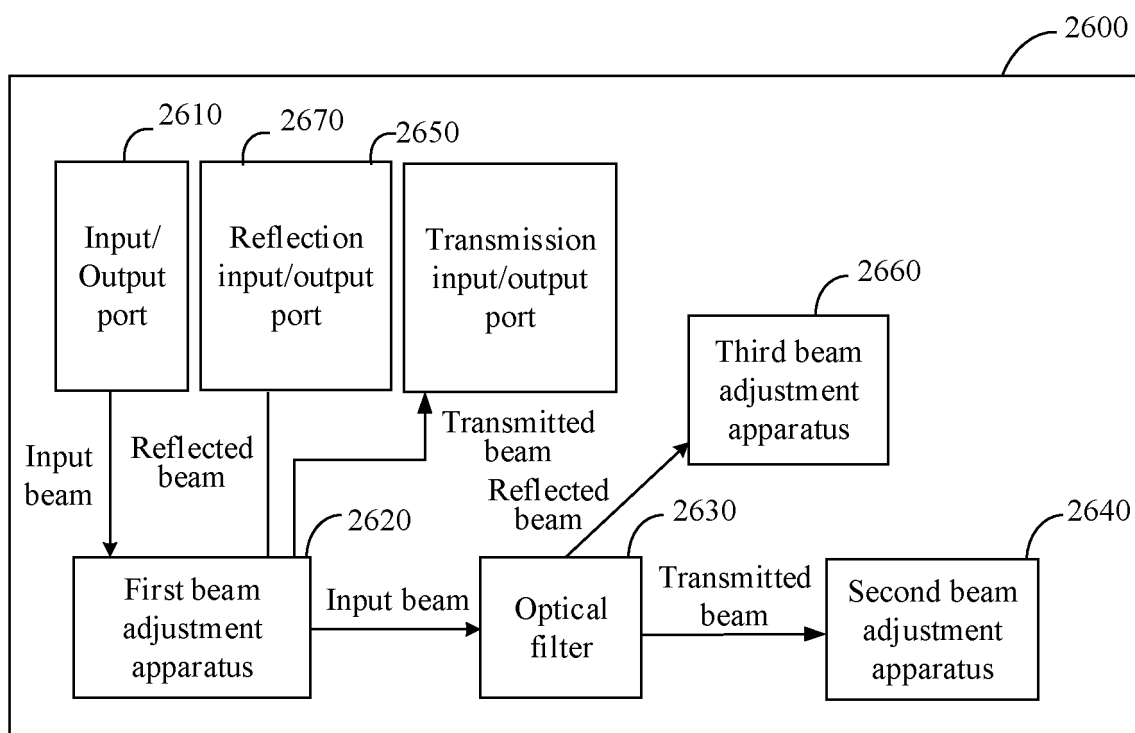 2600
2610
2670
2650
Input/
Output
port
Reflection
input/output
port
Transmission
input/output
port
2660
Third beam
adjustment
apparatus
Input
beam
Reflected
beam
Transmitted
beam
Reflected
beam
2620
2630
2640
First beam
adjustment
apparatus
Input beam
Optical
filter
Transmitted
beam
Second beam
adjustment
apparatus